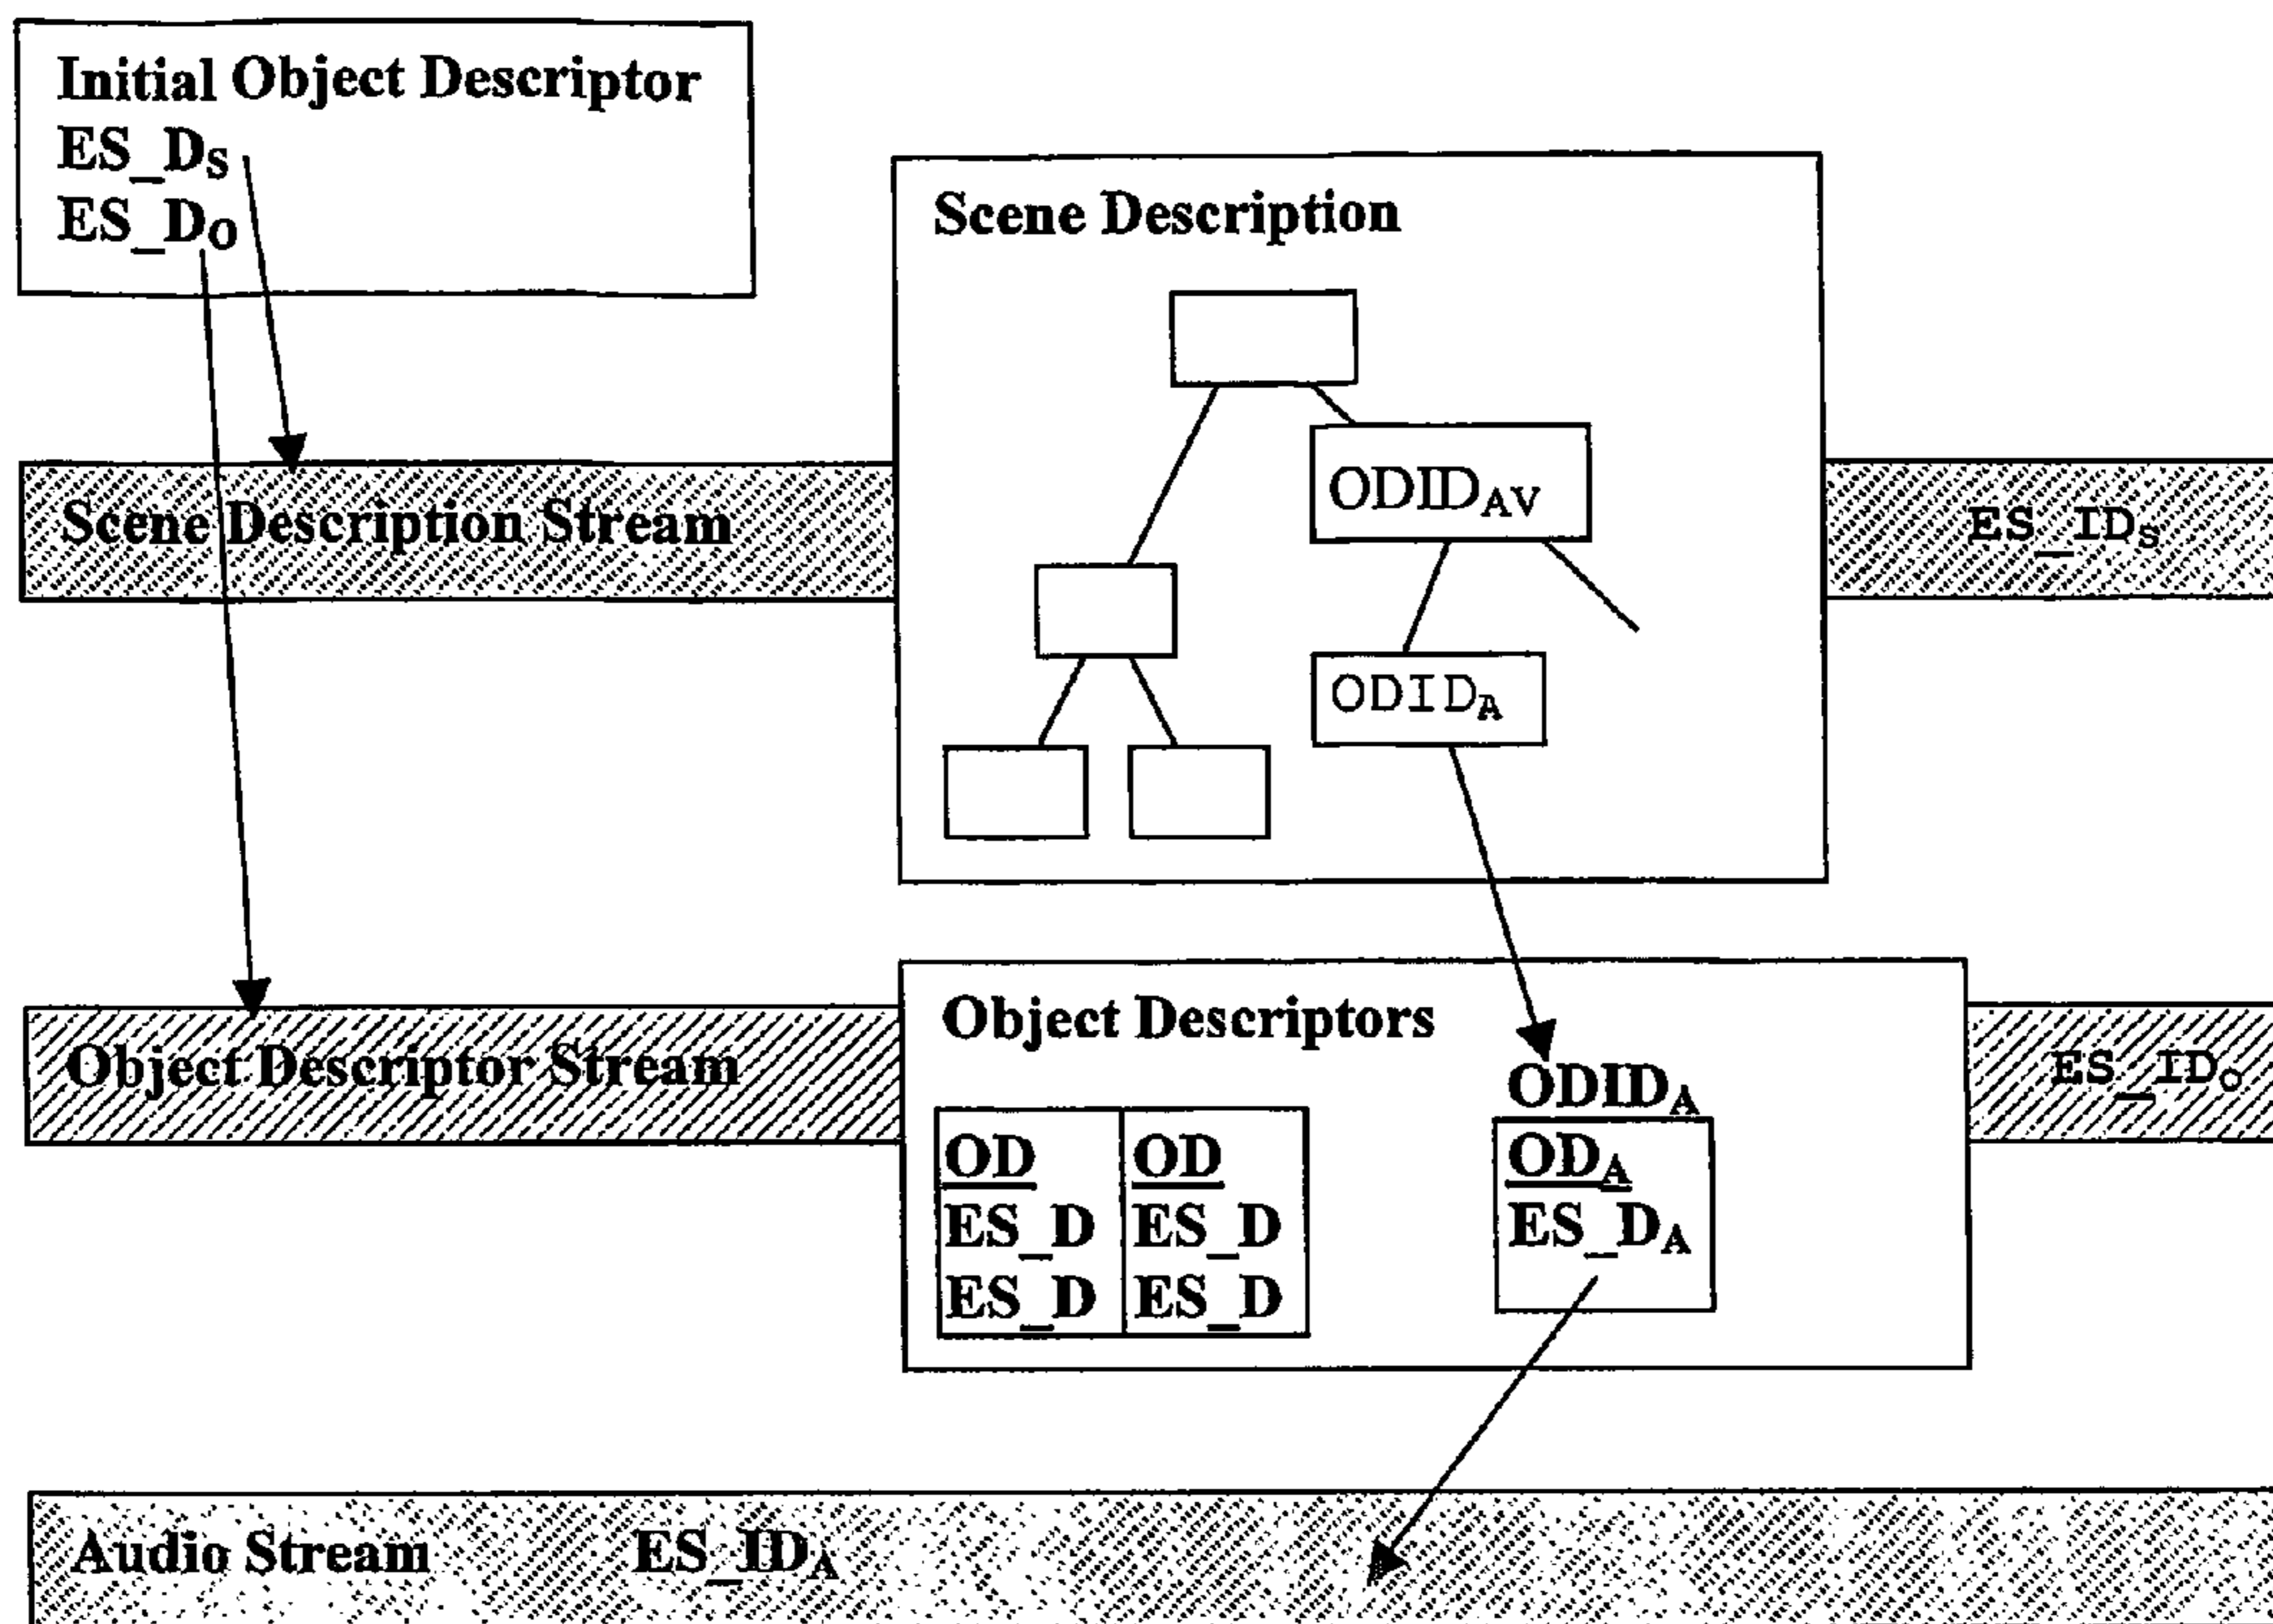 Initial Object Descriptor
ES_DS
ES_DO
Scene Description
ODIDAV
Scene Description Stream
ES_IDS
ODIDA
Object Descriptors
Object Descriptor Stream
ES_IDO
ODIDA
OD OD ODA
ES_D ES_D ES_DA
ES_D ES_D
Audio Stream ES_IDA